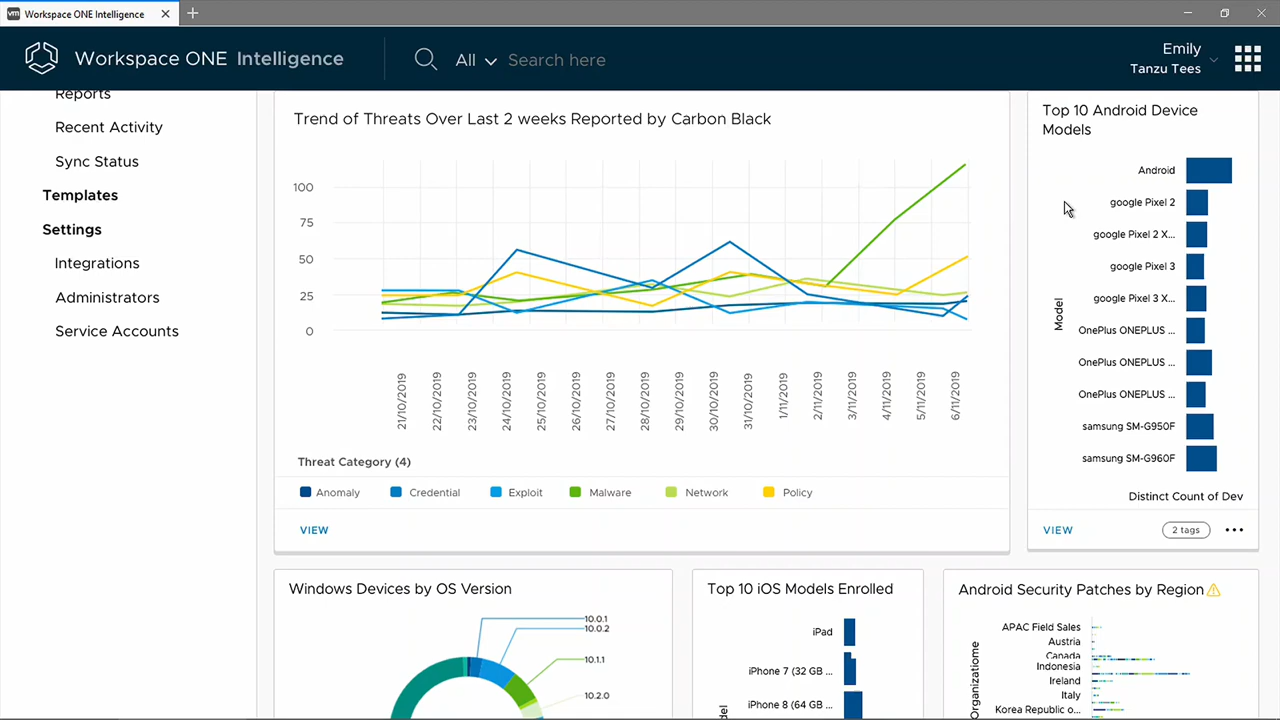 vm Workspace ONE Intelligence
Workspace ONE Intelligence
All
Search here
Emily
Tanzu Tees
Reports
Recent Activity
Sync Status
Templates
Settings
Integrations
Administrators
Service Accounts
Trend of Threats Over Last 2 weeks Reported by Carbon Black
100
75
50
25
0
21/10/2019
22/10/2019
23/10/2019
24/10/2019
25/10/2019
26/10/2019
27/10/2019
28/10/2019
29/10/2019
30/10/2019
31/10/2019
1/11/2019
2/11/2019
3/11/2019
4/11/2019
5/11/2019
6/11/2019
Threat Category (4)
Anomaly Credential Exploit Malware Network Policy
VIEW
Top 10 Android Device
Models
Model
Android
google Pixel 2
google Pixel 2 X...
google Pixel 3
google Pixel 3 X...
OnePlus ONEPLUS ...
OnePlus ONEPLUS ...
OnePlus ONEPLUS ...
samsung SM-G950F
samsung SM-G960F
Distinct Count of Dev
VIEW
2 tags
Windows Devices by OS Version
10.0.1
10.0.2
10.1.1
10.2.0
Top 10 iOS Models Enrolled
iPad
iPhone 7 (32 GB ...
iPhone 8 (64 GB ...
Android Security Patches by Region
Organizatiome
APAC Field Sales
Austria
Canada
Indonesia
Ireland
Italy
Korea Republic o...